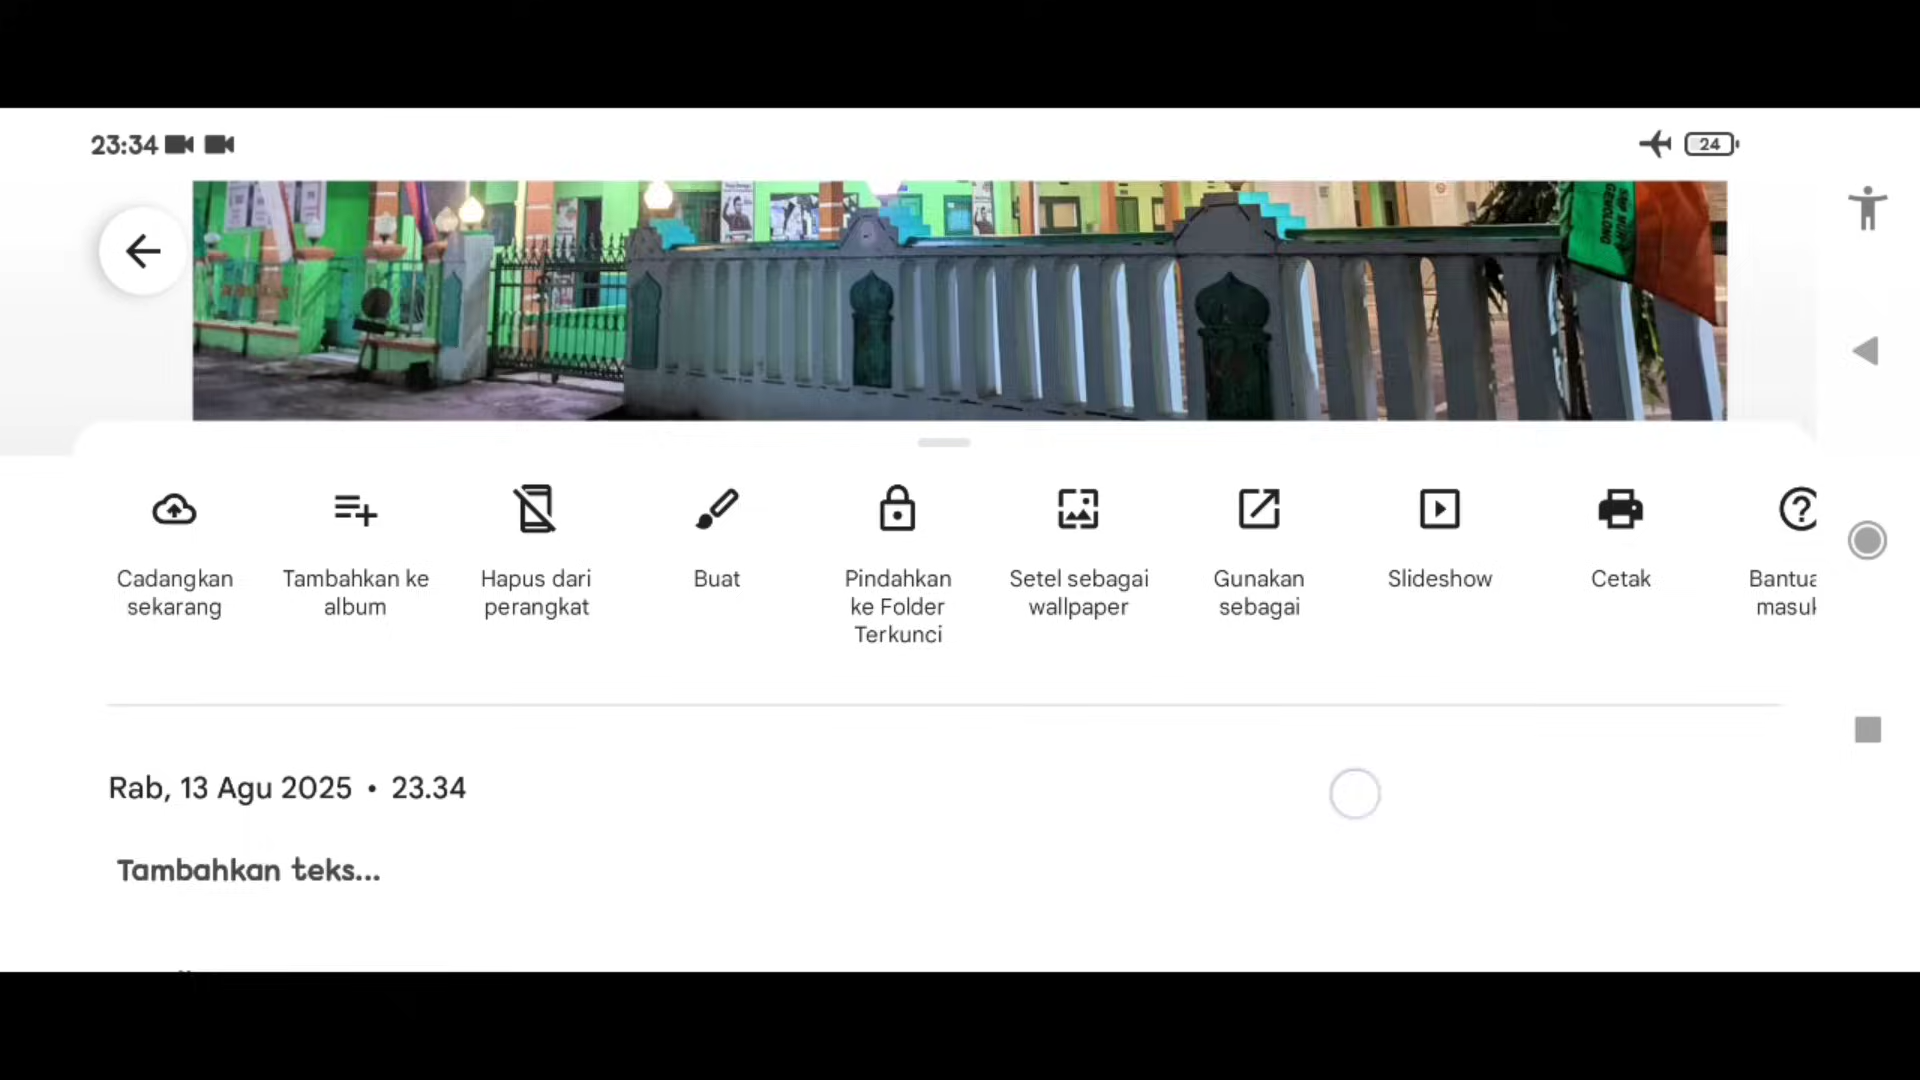 23:34
24
Cadangkan
sekarang
Tambahkan ke
album
Hapus dari
perangkat
Buat
Pindahkan
ke Folder
Terkunci
Setel sebagai
wallpaper
Gunakan
sebagai
Slideshow
Cetak
Rab, 13 Agu 2025 • 23.34
Tambahkan teks...